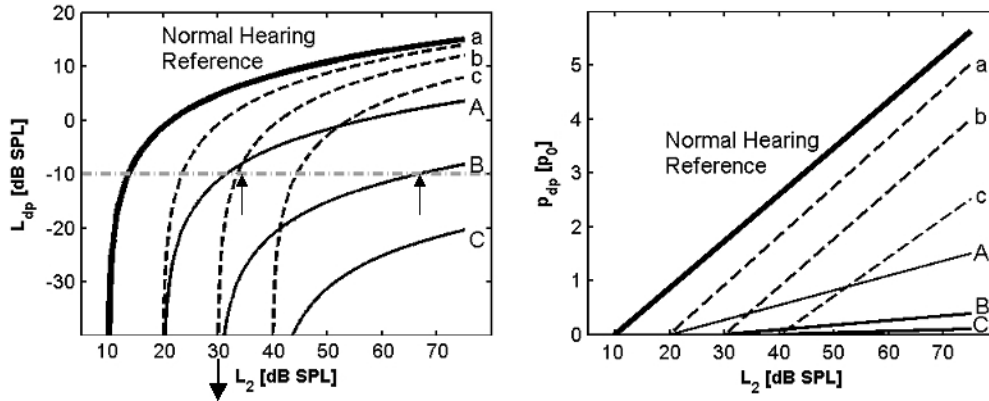 20
10
0
-10
-20
-30
L_dp [dB SPL]
Normal Hearing
Reference
a
b
c
A
B
C
10 20 30 40 50 60 70
L_2 [dB SPL]
5
4
3
2
1
0
p_dp [p_0]
Normal Hearing
Reference
a
b
c
A
B
C
10 20 30 40 50 60 70
L_2 [dB SPL]